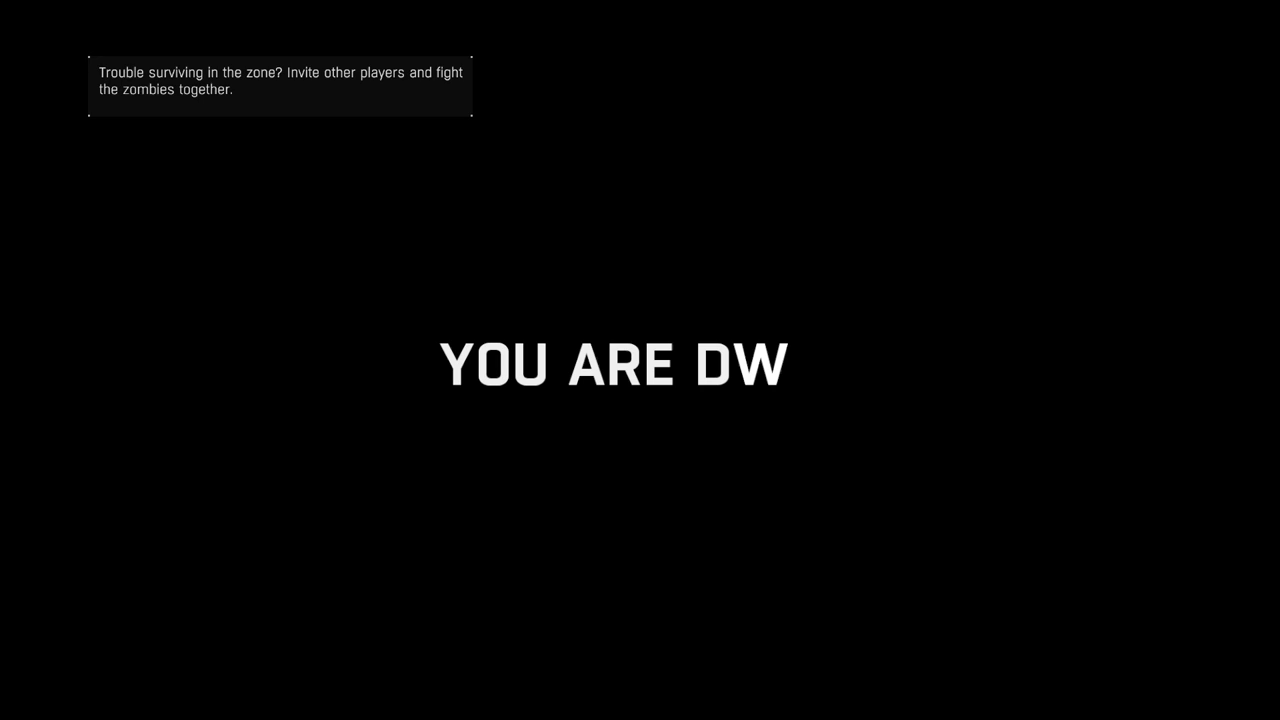 Trouble surviving in the zone? Invite other players and fight
the zombies together.
YOU ARE DW